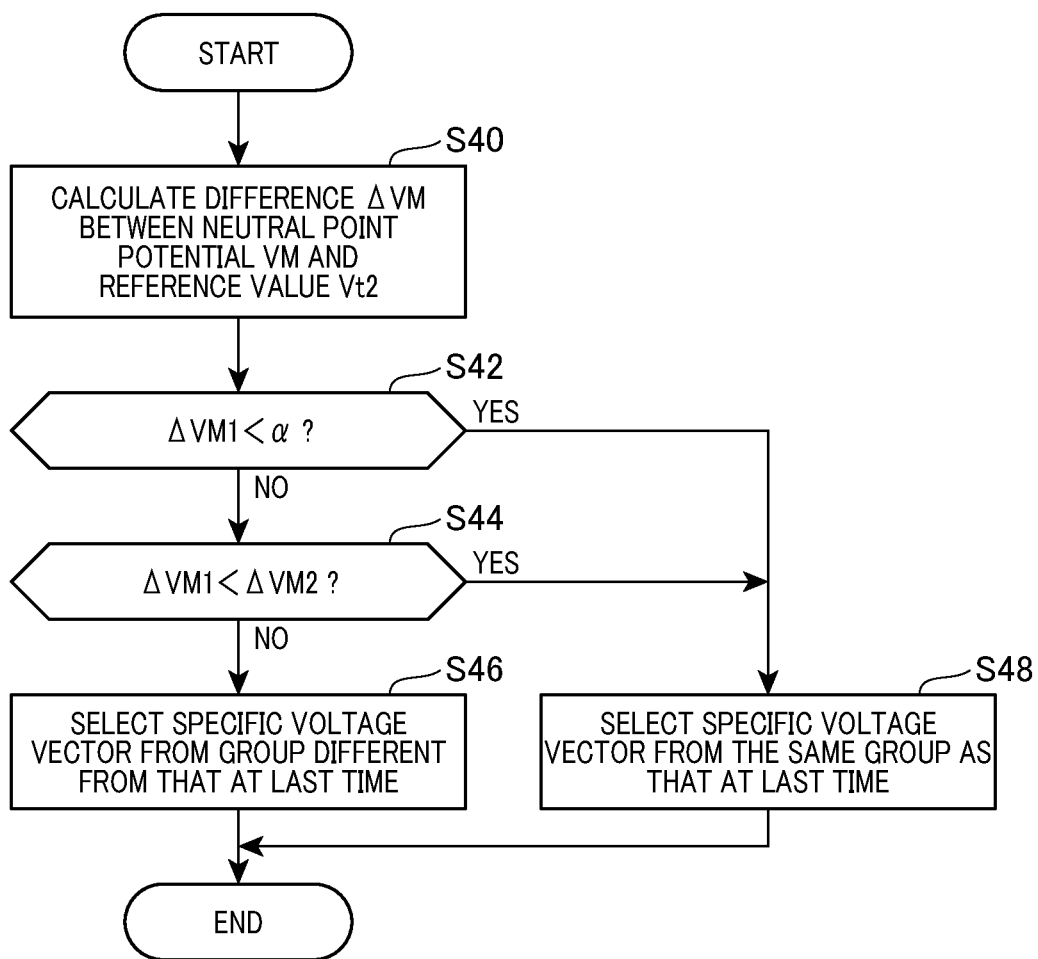 START
S40
CALCULATE DIFFERENCE ΔVM
BETWEEN NEUTRAL POINT
POTENTIAL VM AND
REFERENCE VALUE Vt2
S42
ΔVM1<α ?
YES
NO
S44
ΔVM1<ΔVM2 ?
YES
NO
S46
SELECT SPECIFIC VOLTAGE
VECTOR FROM GROUP DIFFERENT
FROM THAT AT LAST TIME
S48
SELECT SPECIFIC VOLTAGE
VECTOR FROM THE SAME GROUP AS
THAT AT LAST TIME
END